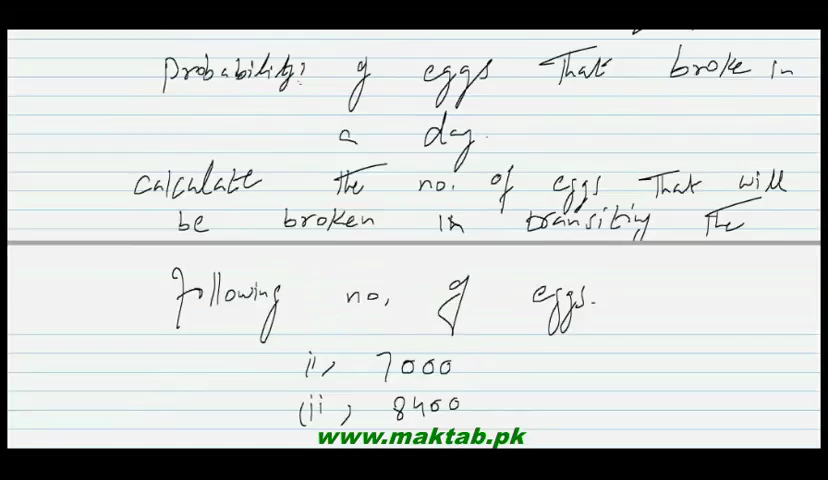 Probability of eggs that broke in
a day.
calculate the no. of eggs that will
be broken in transiting the
following no. of eggs.
i, 7000
(ii, 8400
www.maktab.pk